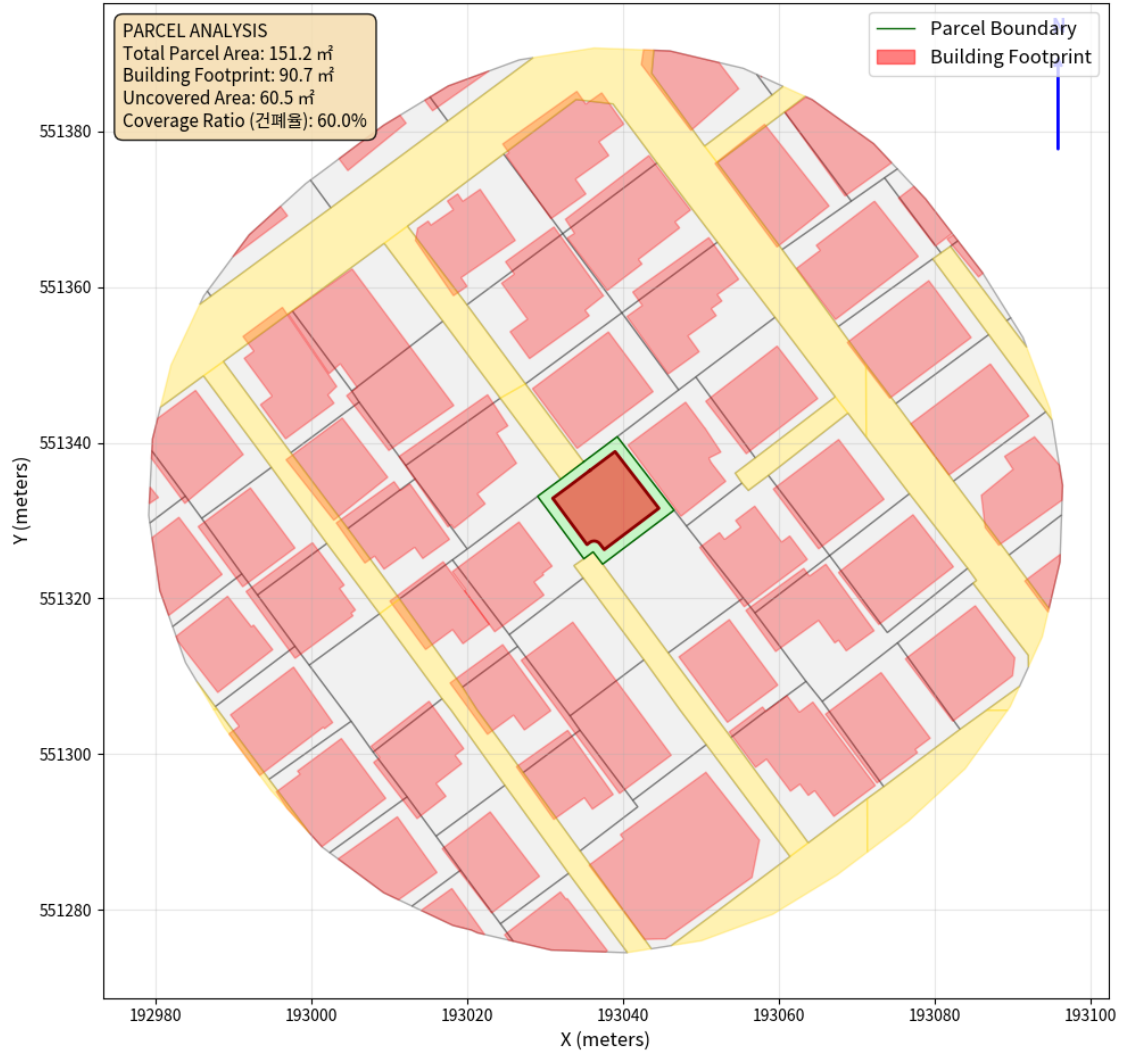 PARCEL ANALYSIS
Total Parcel Area: 151.2 ㎡
Building Footprint: 90.7 ㎡
Uncovered Area: 60.5 ㎡
Coverage Ratio (건폐율): 60.0%
Parcel Boundary
Building Footprint
N
551380
551360
551340
551320
551300
551280
Y (meters)
192980
193000
193020
193040
193060
193080
193100
X (meters)